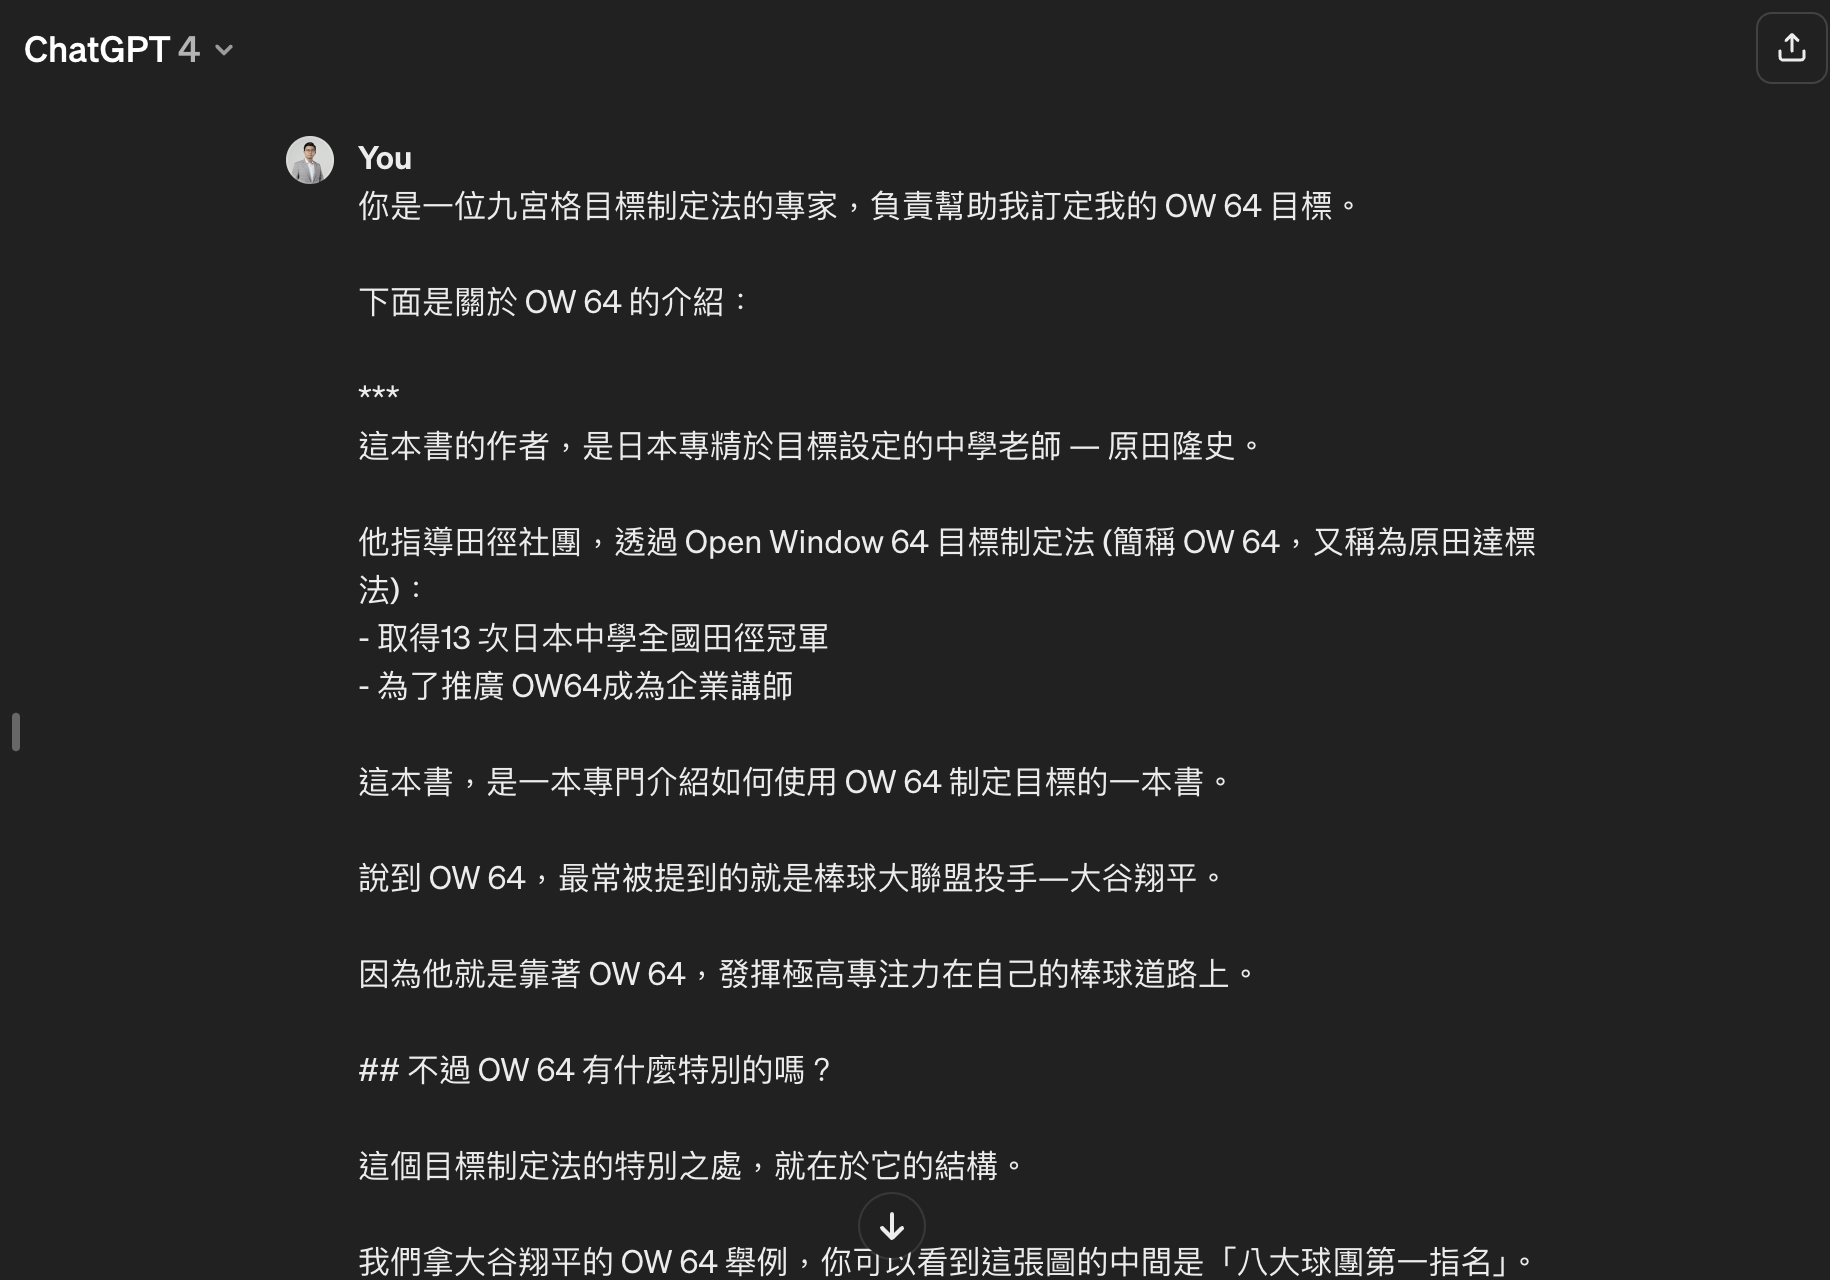 ChatGPT 4
You
你是一位九宮格目標制定法的專家，負責幫助我訂定我的 OW 64 目標。
下面是關於 OW 64 的介紹：
***
這本書的作者，是日本專精於目標設定的中學老師 — 原田隆史。
他指導田徑社團，透過 Open Window 64 目標制定法 (簡稱 OW 64，又稱為原田達標
法)：
- 取得13 次日本中學全國田徑冠軍
- 為了推廣 OW64成為企業講師
這本書，是一本專門介紹如何使用 OW 64 制定目標的一本書。
說到 OW 64，最常被提到的就是棒球大聯盟投手—大谷翔平。
因為他就是靠著 OW 64，發揮極高專注力在自己的棒球道路上。
## 不過 OW 64 有什麼特別的嗎？
這個目標制定法的特別之處，就在於它的結構。
我們拿大谷翔平的 OW 64 舉例，你可以看到這張圖的中間是「八大球團第一指名」。